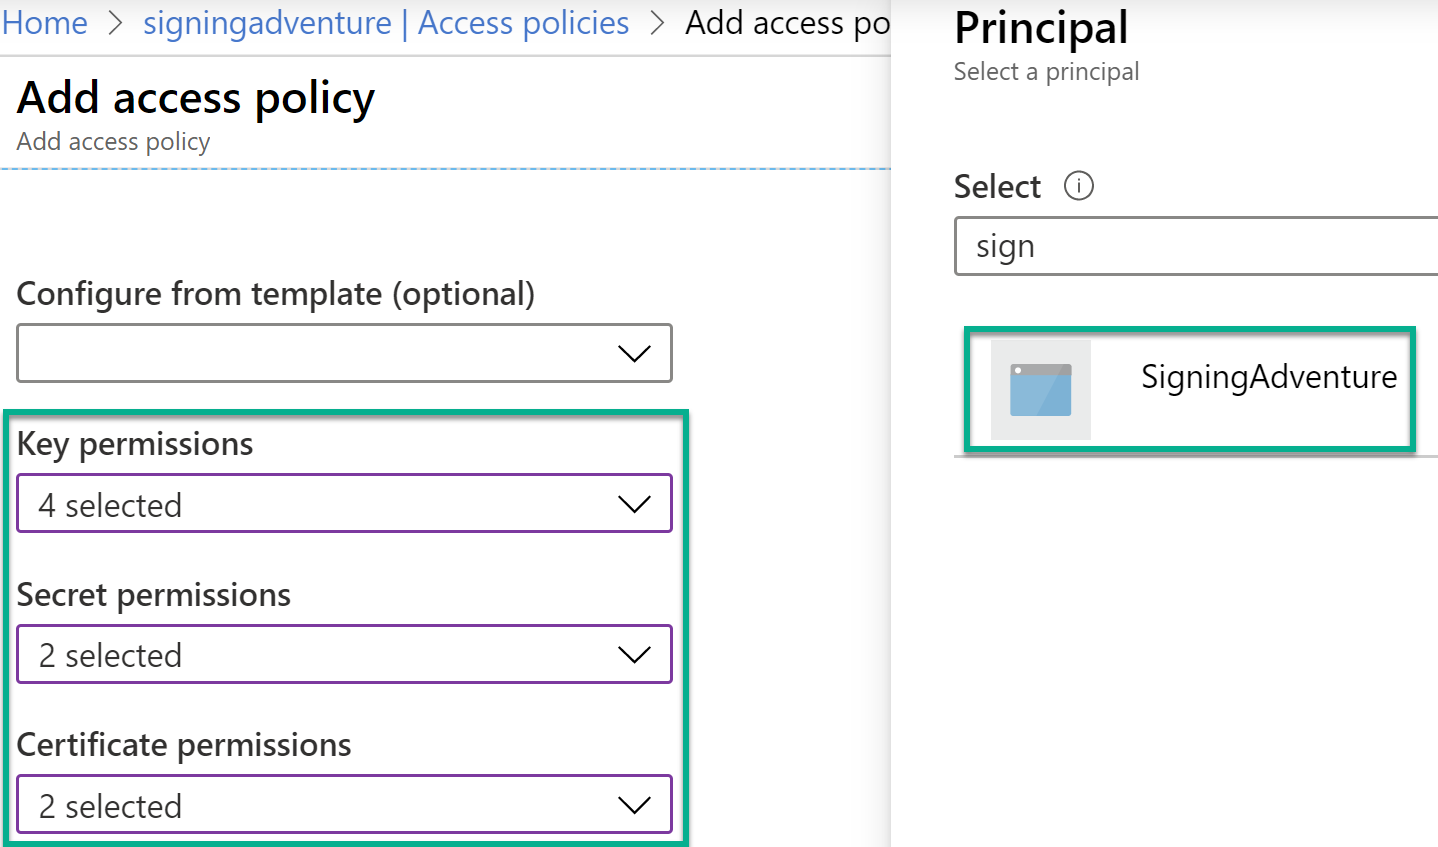 Home > signingadventure | Access policies > Add access po
Add access policy
Add access policy
Configure from template (optional)
Key permissions
4 selected
Secret permissions
2 selected
Certificate permissions
2 selected
Principal
Select a principal
Select
sign
SigningAdventure